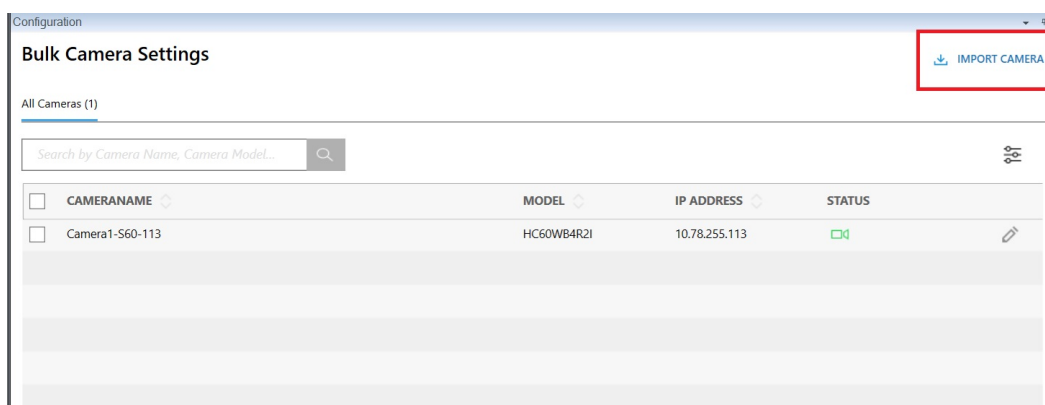 Configuration
Bulk Camera Settings
IMPORT CAMERA
All Cameras (1)
Search by Camera Name, Camera Model...
CAMERANAME MODEL IP ADDRESS STATUS
Camera1-S60-113 HC60WB4R2I 10.78.255.113